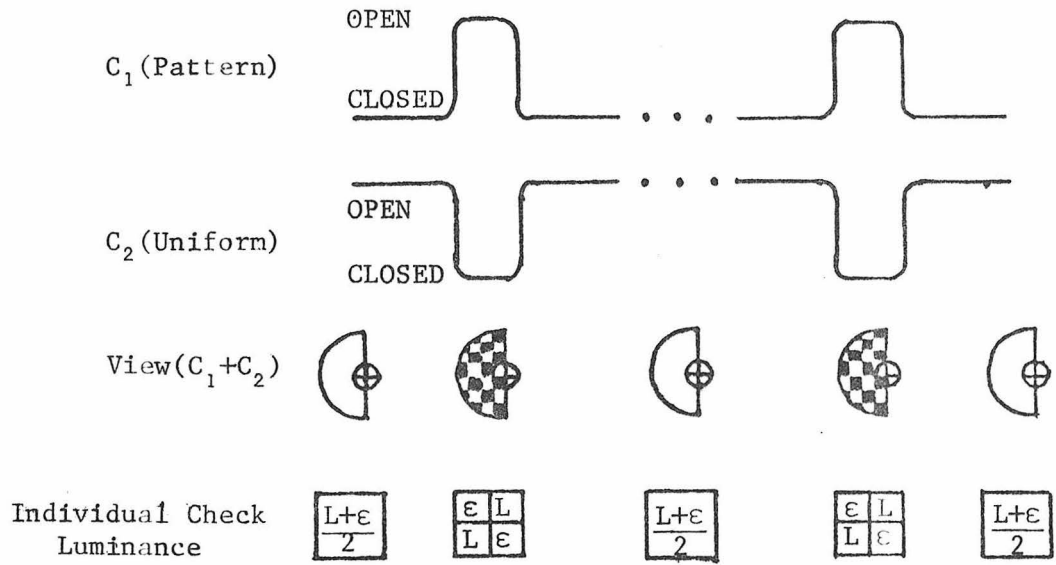 OPEN
C₁(Pattern)
CLOSED
OPEN
C₂(Uniform)
CLOSED
View(C₁+C₂)
Individual Check
Luminance
L+ε
2
ε L
L ε
L+ε
2
ε L
L ε
L+ε
2